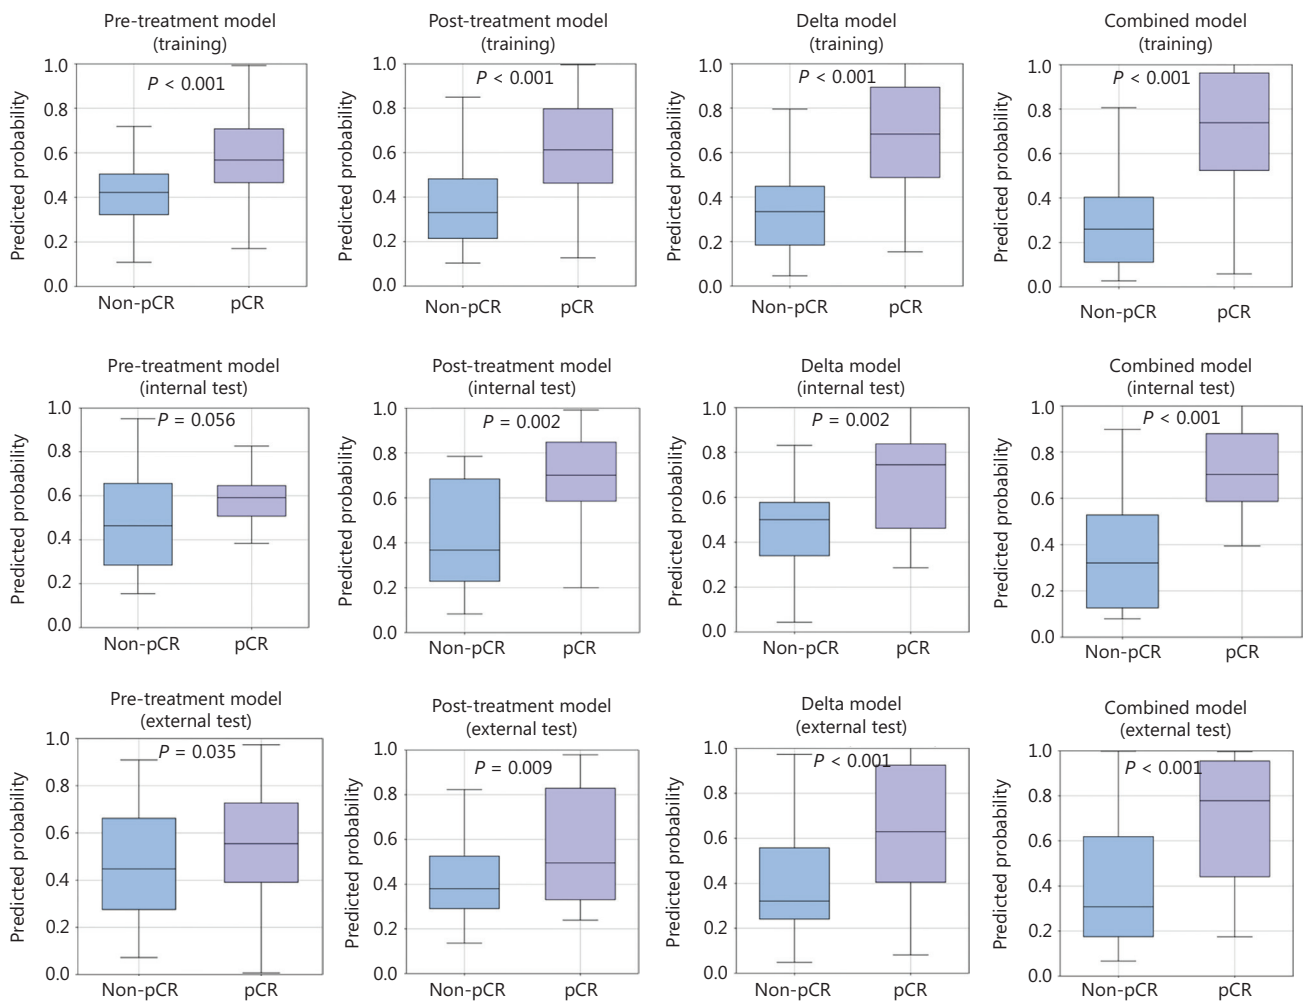 Pre-treatment model
(training)
Predicted probability
1.0
0.8
0.6
0.4
0.2
0.0
P < 0.001
Non-pCR
pCR
Post-treatment model
(training)
Predicted probability
1.0
0.8
0.6
0.4
0.2
0.0
P < 0.001
Non-pCR
pCR
Delta model
(training)
Predicted probability
1.0
0.8
0.6
0.4
0.2
0.0
P < 0.001
Non-pCR
pCR
Combined model
(training)
Predicted probability
1.0
0.8
0.6
0.4
0.2
0.0
P < 0.001
Non-pCR
pCR
Pre-treatment model
(internal test)
Predicted probability
1.0
0.8
0.6
0.4
0.2
0.0
P = 0.056
Non-pCR
pCR
Post-treatment model
(internal test)
Predicted probability
1.0
0.8
0.6
0.4
0.2
0.0
P = 0.002
Non-pCR
pCR
Delta model
(internal test)
Predicted probability
1.0
0.8
0.6
0.4
0.2
0.0
P = 0.002
Non-pCR
pCR
Combined model
(internal test)
Predicted probability
1.0
0.8
0.6
0.4
0.2
0.0
P < 0.001
Non-pCR
pCR
Pre-treatment model
(external test)
Predicted probability
1.0
0.8
0.6
0.4
0.2
0.0
P = 0.035
Non-pCR
pCR
Post-treatment model
(external test)
Predicted probability
1.0
0.8
0.6
0.4
0.2
0.0
P = 0.009
Non-pCR
pCR
Delta model
(external test)
Predicted probability
1.0
0.8
0.6
0.4
0.2
0.0
P < 0.001
Non-pCR
pCR
Combined model
(external test)
Predicted probability
1.0
0.8
0.6
0.4
0.2
0.0
P < 0.001
Non-pCR
pCR